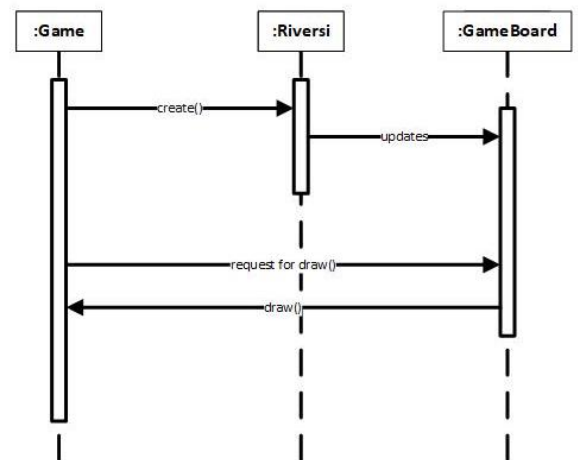 :Game
:Riversi
:GameBoard
create()
updates
request for draw()
draw()